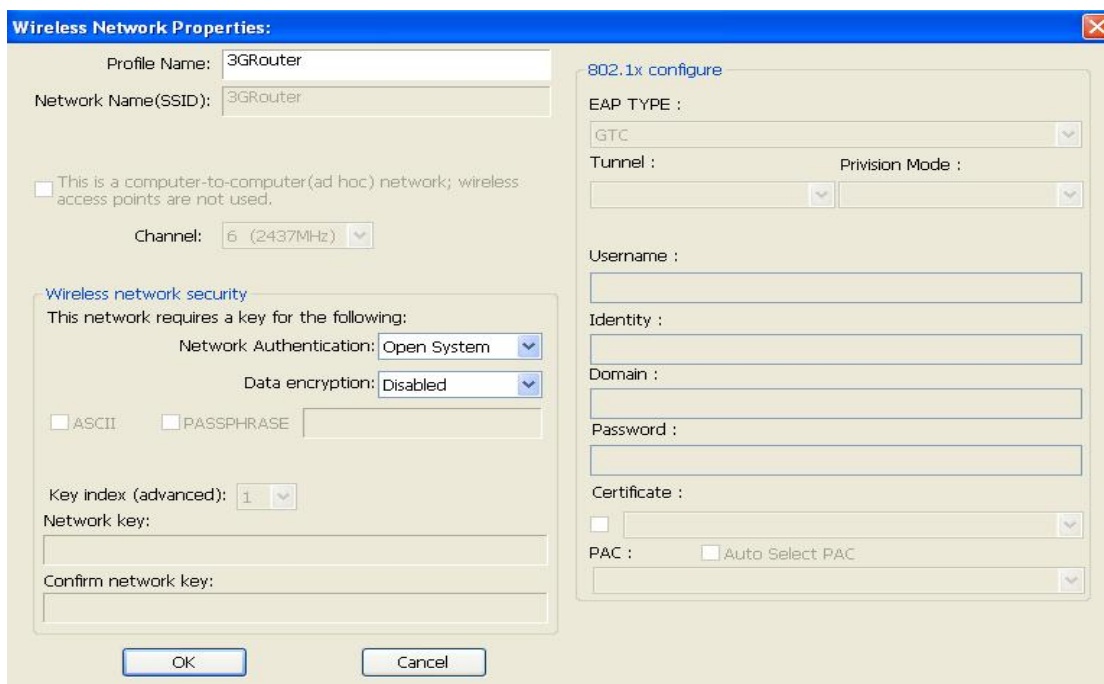 Wireless Network Properties:
Profile Name: 3GRouter
Network Name(SSID): 3GRouter
This is a computer-to-computer(ad hoc) network; wireless
access points are not used.
Channel: 6 (2437MHz)
Wireless network security
This network requires a key for the following:
Network Authentication: Open System
Data encryption: Disabled
ASCII PASSPHRASE
Key index (advanced): 1
Network key:
Confirm network key:
OK Cancel
802.1x configure
EAP TYPE :
GTC
Tunnel : Privision Mode :
Username :
Identity :
Domain :
Password :
Certificate :
PAC : Auto Select PAC